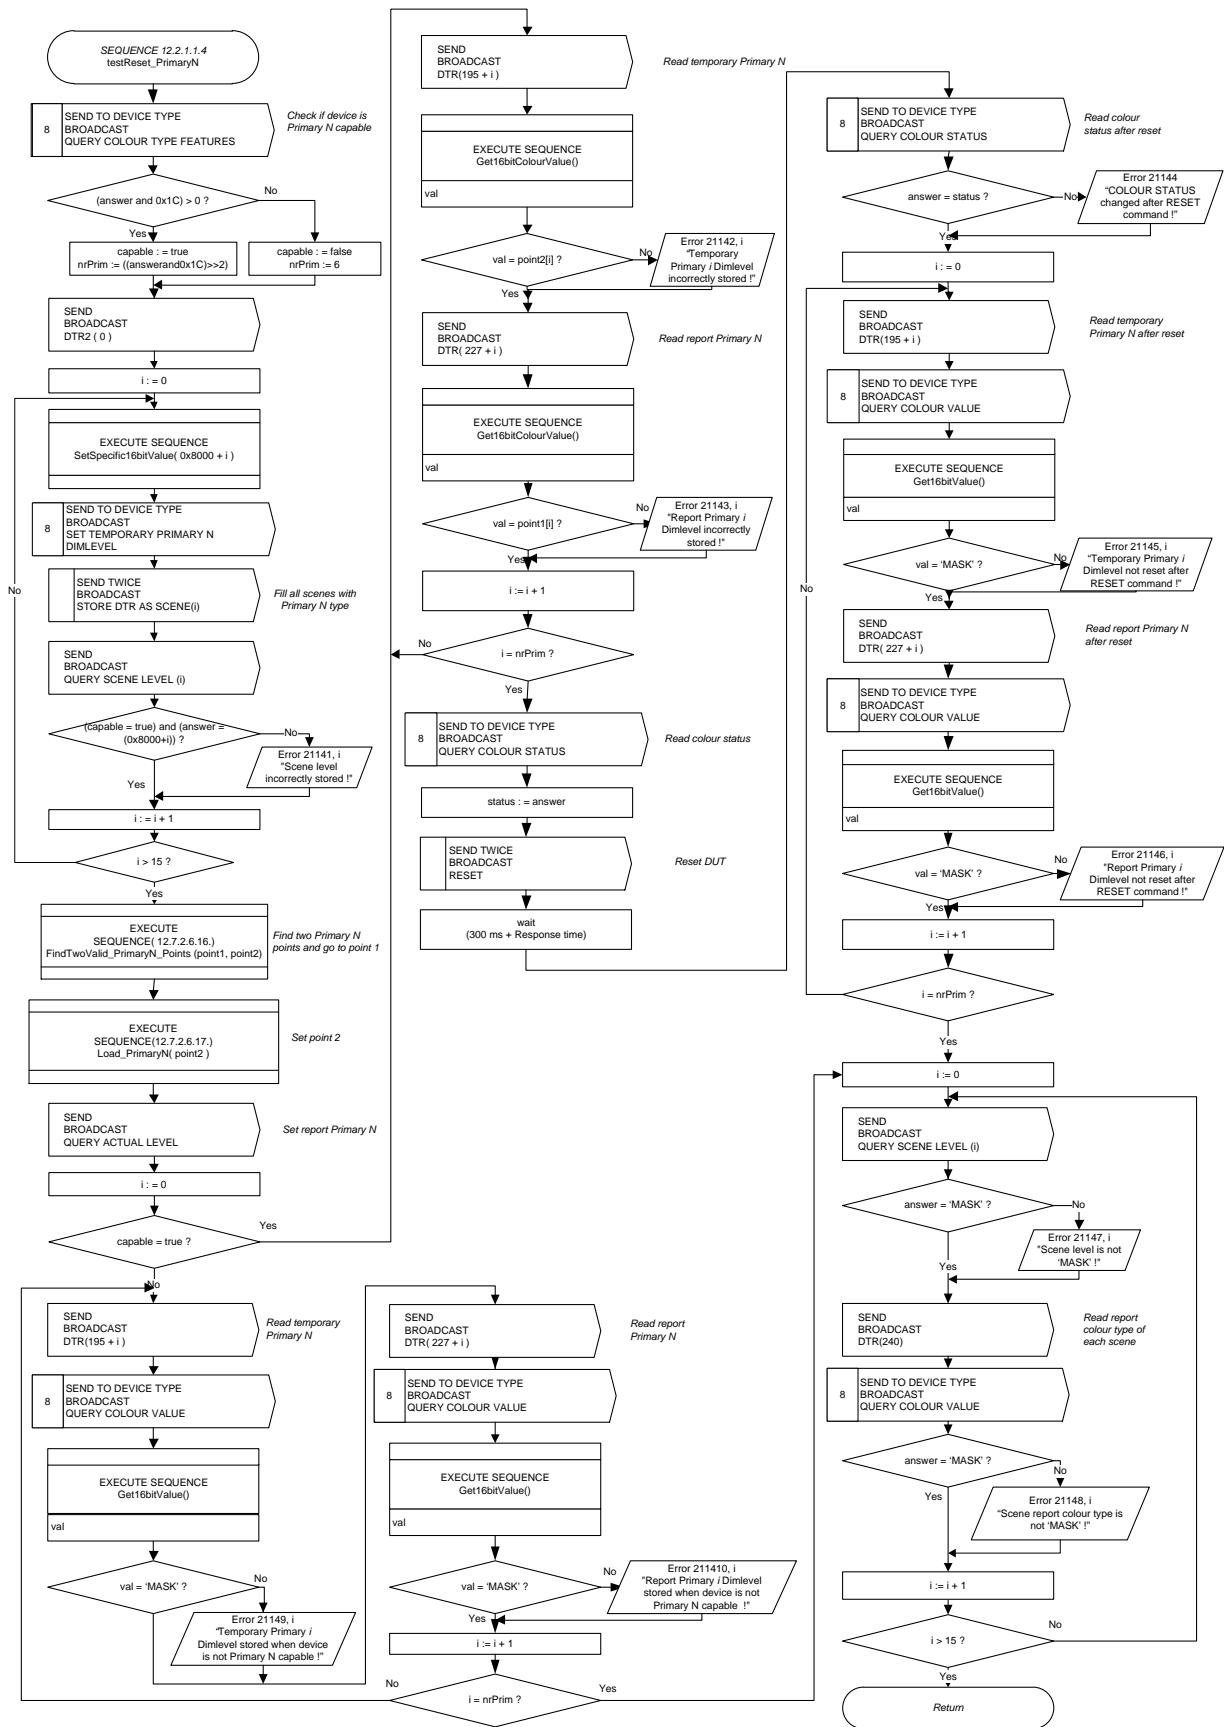 SEQUENCE 12.2.1.1.4
testReset_PrimaryN
8
SEND TO DEVICE TYPE
BROADCAST
QUERY COLOUR TYPE FEATURES
Check if device is
Primary N capable
(answer and 0x1C) > 0 ?
No
Yes
capable : = true
nrPrim := ((answerand0x1C)>>2)
capable : = false
nrPrim := 6
SEND
BROADCAST
DTR2 ( 0 )
i : = 0
EXECUTE SEQUENCE
SetSpecific16bitValue( 0x8000 + i )
8
SEND TO DEVICE TYPE
BROADCAST
SET TEMPORARY PRIMARY N
DIMLEVEL
No
SEND TWICE
BROADCAST
STORE DTR AS SCENE(i)
Fill all scenes with
Primary N type
SEND
BROADCAST
QUERY SCENE LEVEL (i)
(capable = true) and (answer =
(0x8000+i)) ?
No
Error 21141, i
"Scene level
incorrectly stored !"
Yes
i : = i + 1
i > 15 ?
Yes
EXECUTE
SEQUENCE( 12.7.2.6.16.)
FindTwoValid_PrimaryN_Points (point1, point2)
Find two Primary N
points and go to point 1
EXECUTE
SEQUENCE(12.7.2.6.17.)
Load_PrimaryN( point2 )
Set point 2
SEND
BROADCAST
QUERY ACTUAL LEVEL
Set report Primary N
i : = 0
capable = true ?
Yes
No
SEND
BROADCAST
DTR(195 + i )
Read temporary
Primary N
8
SEND TO DEVICE TYPE
BROADCAST
QUERY COLOUR VALUE
EXECUTE SEQUENCE
Get16bitValue()
val
val = ‘MASK’ ?
No
Error 21149, i
“Temporary Primary i
Dimlevel stored when device
is not Primary N capable !”
SEND
BROADCAST
DTR(195 + i )
Read temporary Primary N
EXECUTE SEQUENCE
Get16bitColourValue()
val
val = point2[i] ?
No
Error 21142, i
“Temporary
Primary i Dimlevel
incorrectly stored !”
Yes
SEND
BROADCAST
DTR( 227 + i )
Read report Primary N
EXECUTE SEQUENCE
Get16bitColourValue()
val
val = point1[i] ?
No
Error 21143, i
“Report Primary i
Dimlevel incorrectly
stored !”
Yes
i := i + 1
No
i = nrPrim ?
Yes
8
SEND TO DEVICE TYPE
BROADCAST
QUERY COLOUR STATUS
Read colour status
status : = answer
SEND TWICE
BROADCAST
RESET
Reset DUT
wait
(300 ms + Response time)
SEND
BROADCAST
DTR( 227 + i )
Read report
Primary N
8
SEND TO DEVICE TYPE
BROADCAST
QUERY COLOUR VALUE
EXECUTE SEQUENCE
Get16bitValue()
val
val = ‘MASK’ ?
No
Error 211410, i
“Report Primary i Dimlevel
stored when device is not
Primary N capable !”
Yes
i := i + 1
No
i = nrPrim ?
Yes
8
SEND TO DEVICE TYPE
BROADCAST
QUERY COLOUR STATUS
Read colour
status after reset
answer = status ?
No
Error 21144
“COLOUR STATUS
changed after RESET
command !”
Yes
i : = 0
SEND
BROADCAST
DTR(195 + i )
Read temporary
Primary N after reset
8
SEND TO DEVICE TYPE
BROADCAST
QUERY COLOUR VALUE
EXECUTE SEQUENCE
Get16bitValue()
val
val = ‘MASK’ ?
No
Error 21145, i
“Temporary Primary i
Dimlevel not reset after
RESET command !”
No
Yes
SEND
BROADCAST
DTR( 227 + i )
Read report Primary N
after reset
8
SEND TO DEVICE TYPE
BROADCAST
QUERY COLOUR VALUE
EXECUTE SEQUENCE
Get16bitValue()
val
val = ‘MASK’ ?
No
Error 21146, i
“Report Primary i
Dimlevel not reset after
RESET command !”
Yes
i := i + 1
i = nrPrim ?
Yes
i := 0
SEND
BROADCAST
QUERY SCENE LEVEL (i)
answer = ‘MASK’ ?
No
Error 21147, i
“Scene level is not
‘MASK’ !”
Yes
SEND
BROADCAST
DTR(240)
Read report
colour type of
each scene
8
SEND TO DEVICE TYPE
BROADCAST
QUERY COLOUR VALUE
answer = ‘MASK’ ?
No
Yes
Error 21148, i
“Scene report colour type is
not ‘MASK’ !”
i := i + 1
i > 15 ?
No
Yes
Return